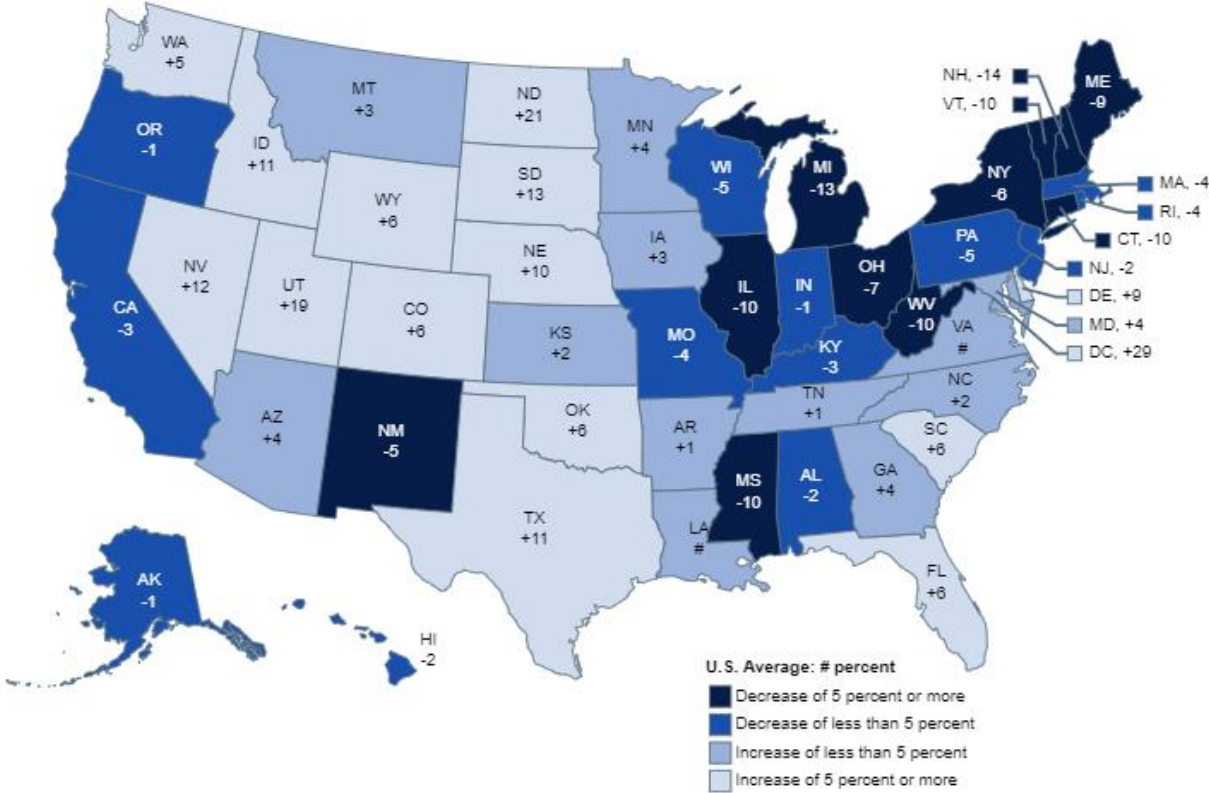 WA
+5
MT
+3
ND
+21
MN
+4
NH, -14
VT, -10
ME
-9
OR
-1
ID
+11
SD
+13
WI
-5
MI
-13
NY
-6
MA, -4
RI, -4
WY
+6
IA
+3
PA
-5
CT, -10
NV
+12
UT
+19
NE
+10
IL
-10
IN
-1
OH
-7
NJ, -2
DE, +9
CA
-3
CO
+6
KS
+2
MO
-4
KY
-3
WV
-10
VA
#
MD, +4
DC, +29
AZ
+4
NM
-5
OK
+6
AR
+1
TN
+1
NC
+2
SC
+6
MS
-10
AL
-2
GA
+4
TX
+11
LA
#
FL
+6
AK
-1
HI
-2
U.S. Average: # percent
Decrease of 5 percent or more
Decrease of less than 5 percent
Increase of less than 5 percent
Increase of 5 percent or more